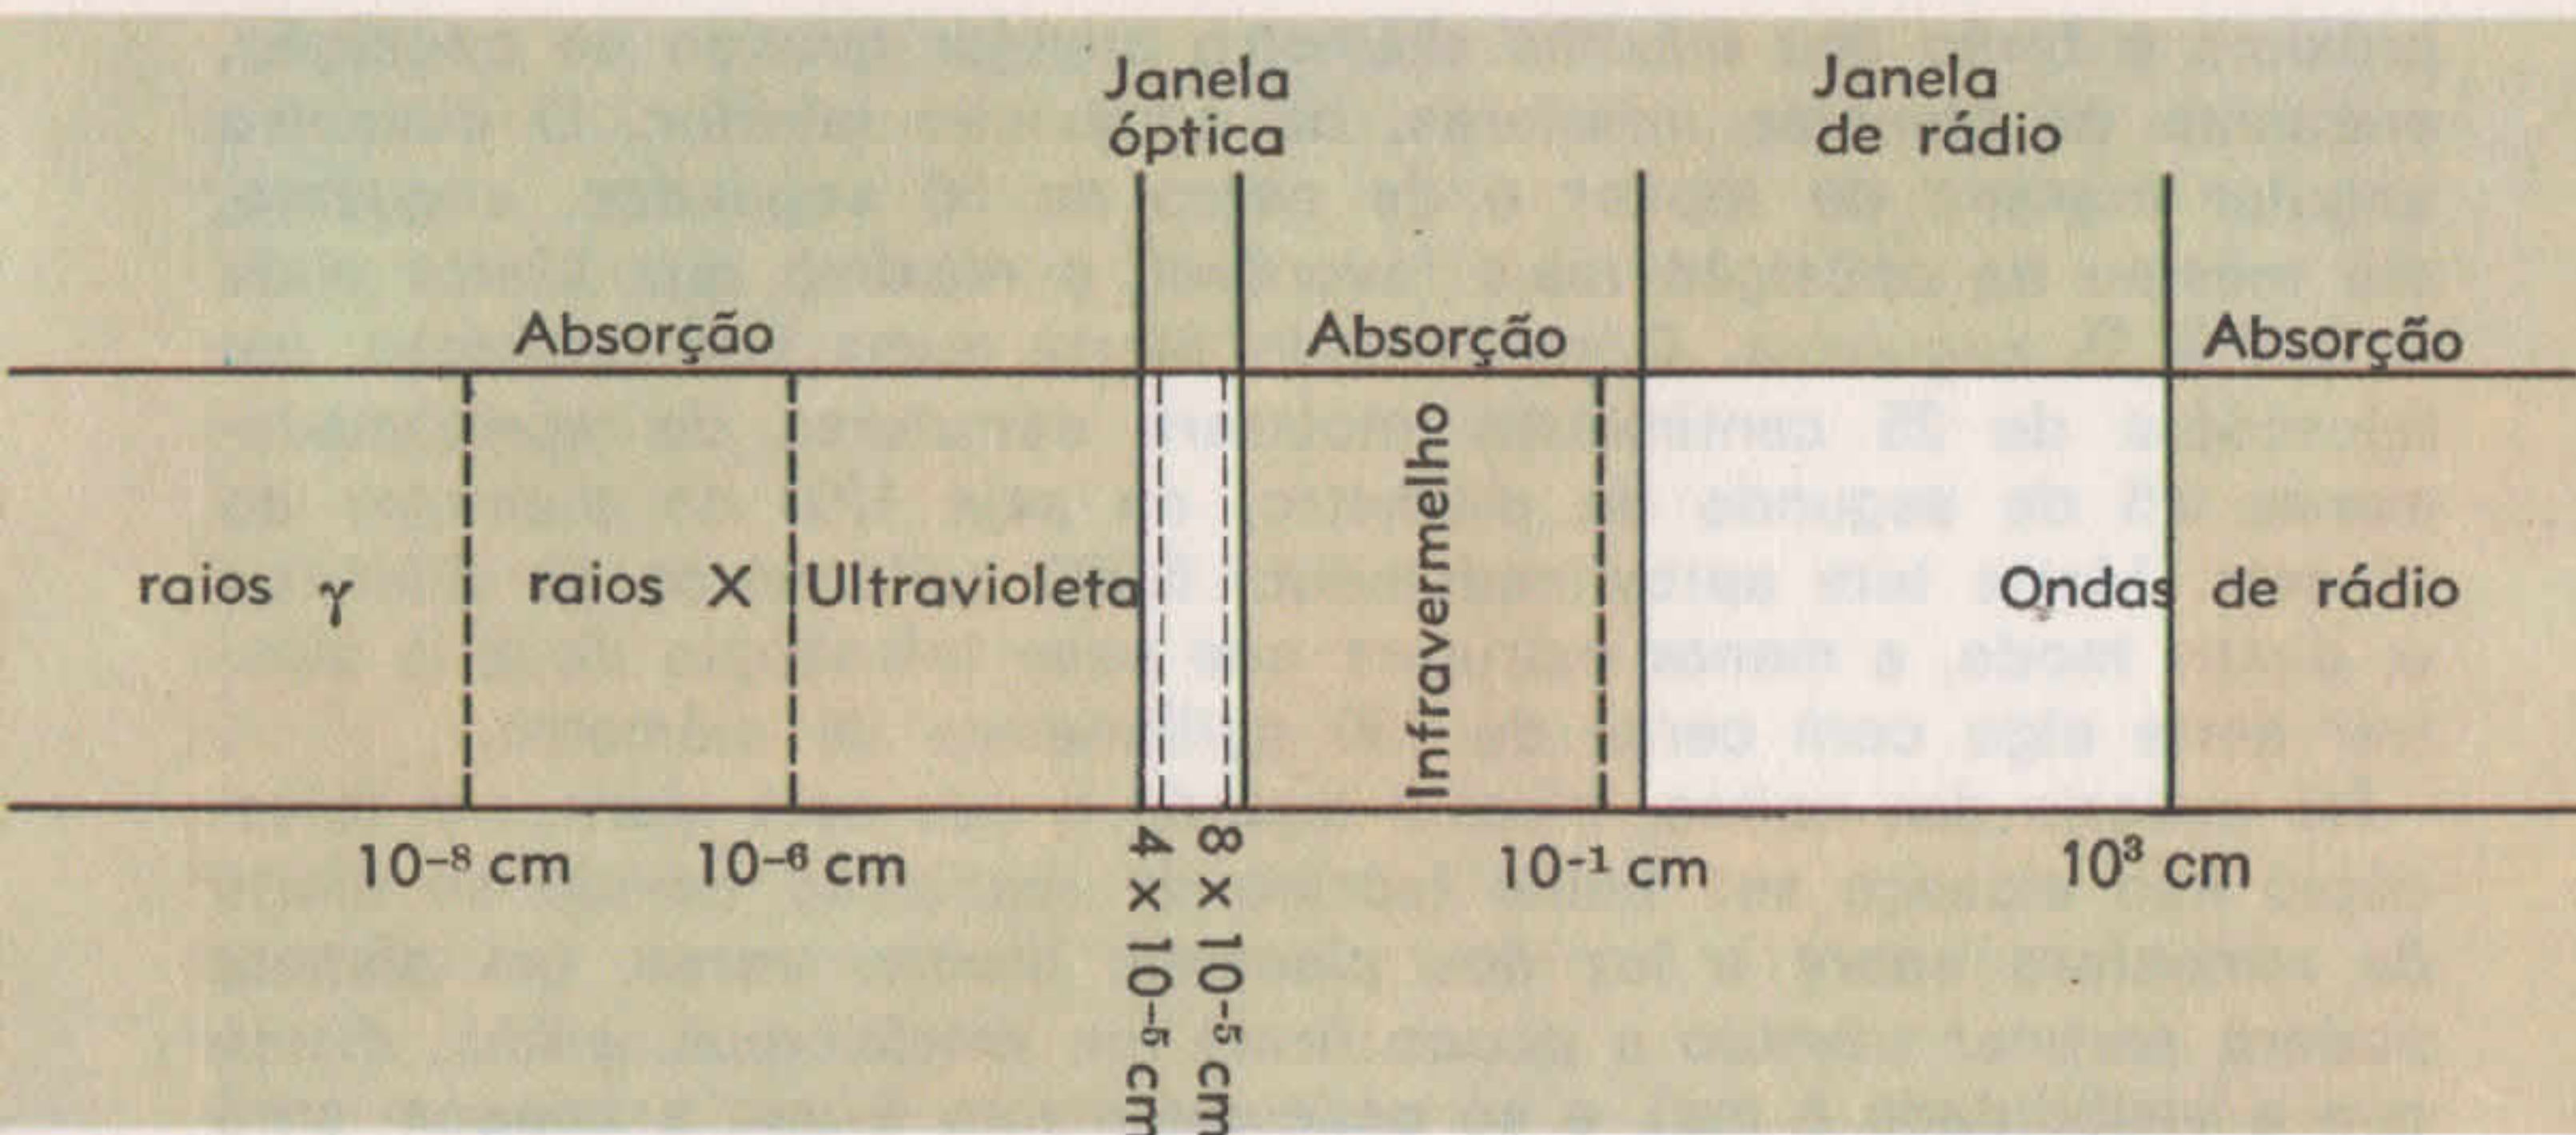 Janela
óptica
Janela
de rádio
Absorção
Absorção
Absorção
raios γ
raios X
Ultravioleta
Infravermelho
Ondas de rádio
10⁻⁸ cm
10⁻⁶ cm
4 x 10⁻⁵ cm
8 x 10⁻⁵ cm
10⁻¹ cm
10³ cm